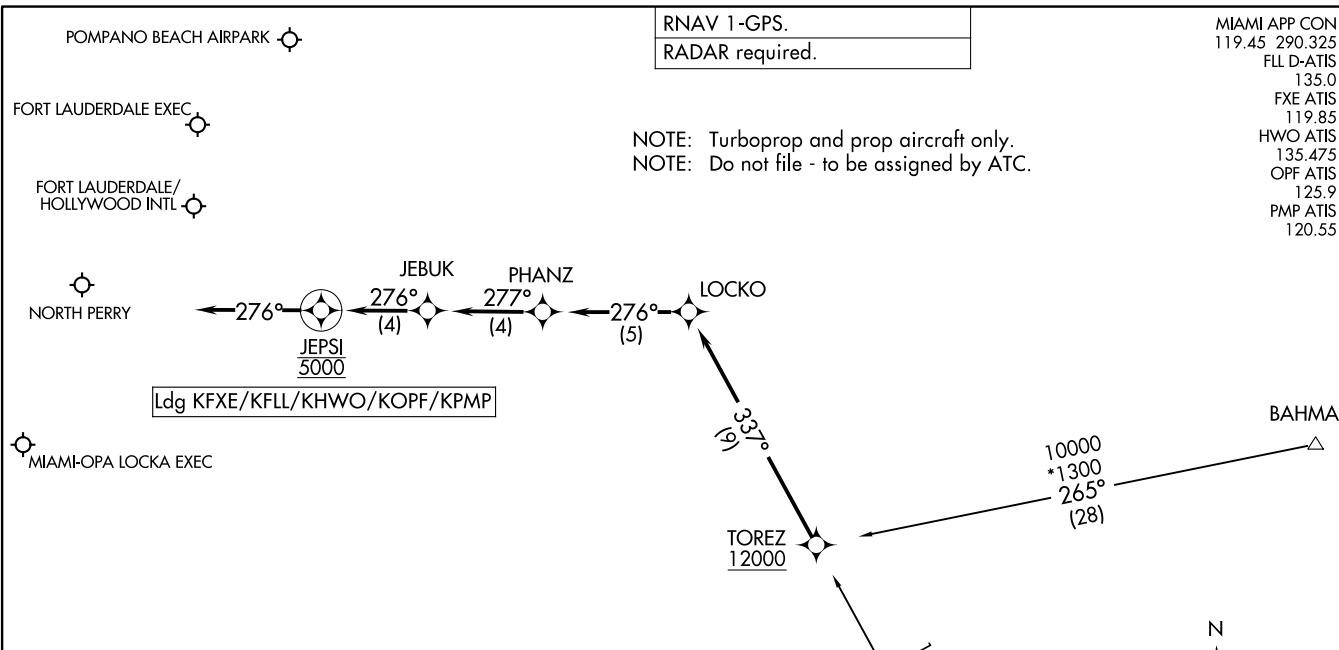 RNAV 1-GPS.
RADAR required.
MIAMI APP CON
119.45 290.325
FLL D-ATIS
135.0
FXE ATIS
119.85
HWO ATIS
135.475
OPF ATIS
125.9
PMP ATIS
120.55
POMPANO BEACH AIRPARK
FORT LAUDERDALE EXEC
NOTE: Turboprop and prop aircraft only.
NOTE: Do not file - to be assigned by ATC.
FORT LAUDERDALE/
HOLLYWOOD INTL
NORTH PERRY
276°
JEPSI
5000
276°
(4)
JEBUK
277°
(4)
PHANZ
276°
(5)
LOCKO
Ldg KFXE/KFLL/KHWO/KOPF/KPMP
MIAMI-OPA LOCKA EXEC
337°
(9)
BAHMA
10000
*1300
265°
(28)
TOREZ
12000
N